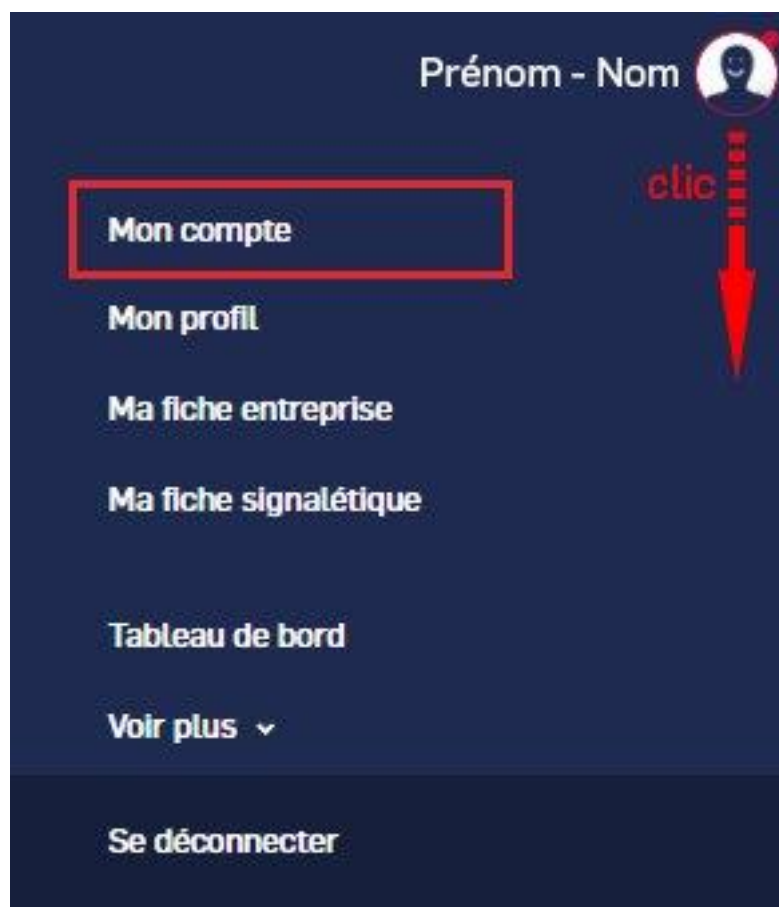 Prénom - Nom
clic
Mon compte
Mon profil
Ma fiche entreprise
Ma fiche signalétique
Tableau de bord
Voir plus
Se déconnecter